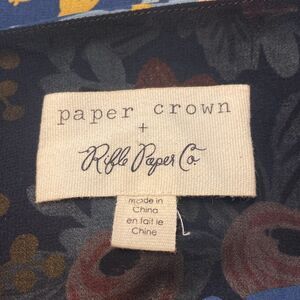 paper crown
+
Rifle Paper Co.
Made in
China
en fait le
Chine